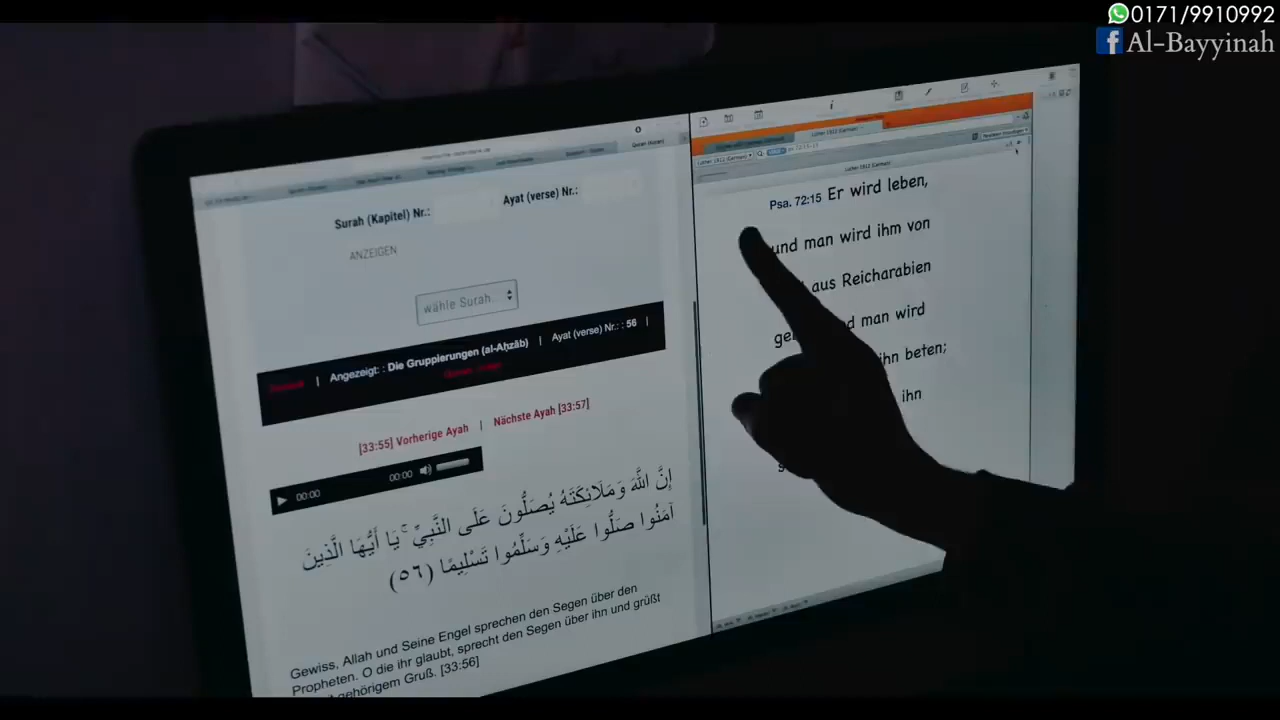 0171/9910992
Al-Bayyinah
Surah (Kapitel) Nr.:
Ayat (verse) Nr.:
ANZEIGEN
wähle Surah...
| Angezeigt: : Die Gruppierungen (al-Aḥzāb) | Ayat (verse) Nr.: : 56 |
[33:55] Vorherige Ayah | Nächste Ayah [33:57]
00:00 00:00
إِنَّ اللَّهَ وَمَلَائِكَتَهُ يُصَلُّونَ عَلَى النَّبِيِّ ۚ يَا أَيُّهَا الَّذِينَ
آمَنُوا صَلُّوا عَلَيْهِ وَسَلِّمُوا تَسْلِيمًا (٥٦)
Gewiss, Allah und Seine Engel sprechen den Segen über den
Propheten. O die ihr glaubt, sprecht den Segen über ihn und grüßt
gehörigem Gruß. [33:56]
Luther 1912 (German)
Psa. 72:15 Er wird leben,
und man wird ihm von
aus Reicharabien
man wird
ihn beten;
ihn